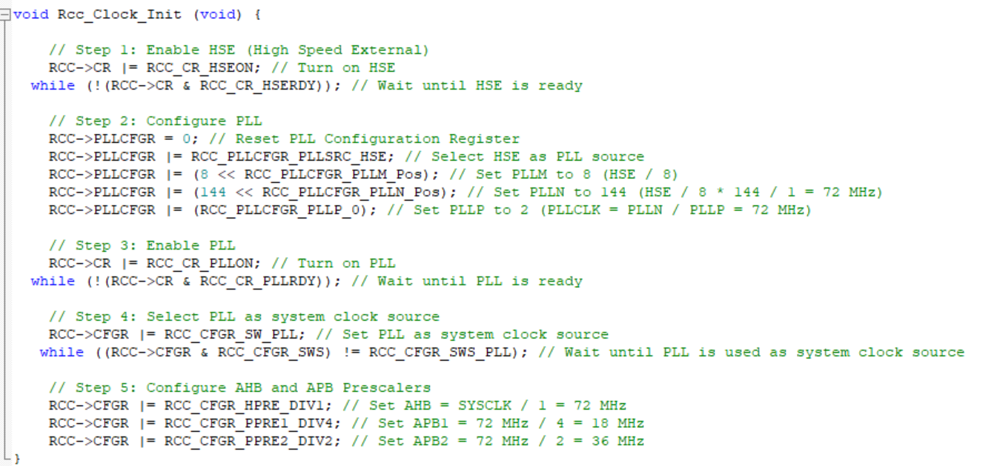 void Rcc_Clock_Init (void) {
// Step 1: Enable HSE (High Speed External)
RCC->CR |= RCC_CR_HSEON; // Turn on HSE
while (!(RCC->CR & RCC_CR_HSERDY)); // Wait until HSE is ready
// Step 2: Configure PLL
RCC->PLLCFGR = 0; // Reset PLL Configuration Register
RCC->PLLCFGR |= RCC_PLLCFGR_PLLSRC_HSE; // Select HSE as PLL source
RCC->PLLCFGR |= (8 << RCC_PLLCFGR_PLLM_Pos); // Set PLLM to 8 (HSE / 8)
RCC->PLLCFGR |= (144 << RCC_PLLCFGR_PLLN_Pos); // Set PLLN to 144 (HSE / 8 * 144 / 1 = 72 MHz)
RCC->PLLCFGR |= (RCC_PLLCFGR_PLLP_0); // Set PLLP to 2 (PLLCLK = PLLN / PLLP = 72 MHz)
// Step 3: Enable PLL
RCC->CR |= RCC_CR_PLLON; // Turn on PLL
while (!(RCC->CR & RCC_CR_PLLRDY)); // Wait until PLL is ready
// Step 4: Select PLL as system clock source
RCC->CFGR |= RCC_CFGR_SW_PLL; // Set PLL as system clock source
while ((RCC->CFGR & RCC_CFGR_SWS) != RCC_CFGR_SWS_PLL); // Wait until PLL is used as system clock source
// Step 5: Configure AHB and APB Prescalers
RCC->CFGR |= RCC_CFGR_HPRE_DIV1; // Set AHB = SYSCLK / 1 = 72 MHz
RCC->CFGR |= RCC_CFGR_PPRE1_DIV4; // Set APB1 = 72 MHz / 4 = 18 MHz
RCC->CFGR |= RCC_CFGR_PPRE2_DIV2; // Set APB2 = 72 MHz / 2 = 36 MHz
}